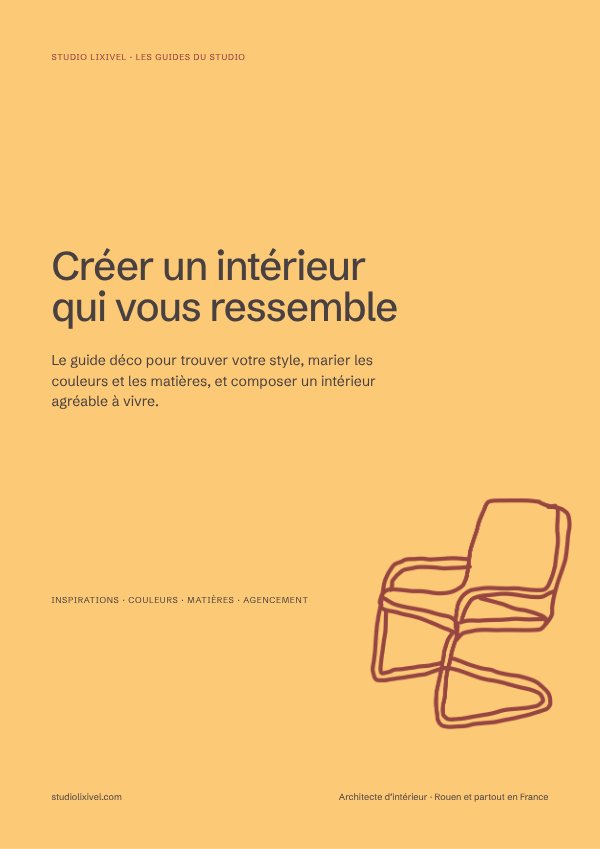 STUDIO LIXIVEL · LES GUIDES DU STUDIO
Créer un intérieur
qui vous ressemble
Le guide déco pour trouver votre style, marier les
couleurs et les matières, et composer un intérieur
agréable à vivre.
INSPIRATIONS · COULEURS · MATIÈRES · AGENCEMENT
studiolixivel.com
Architecte d'intérieur · Rouen et partout en France